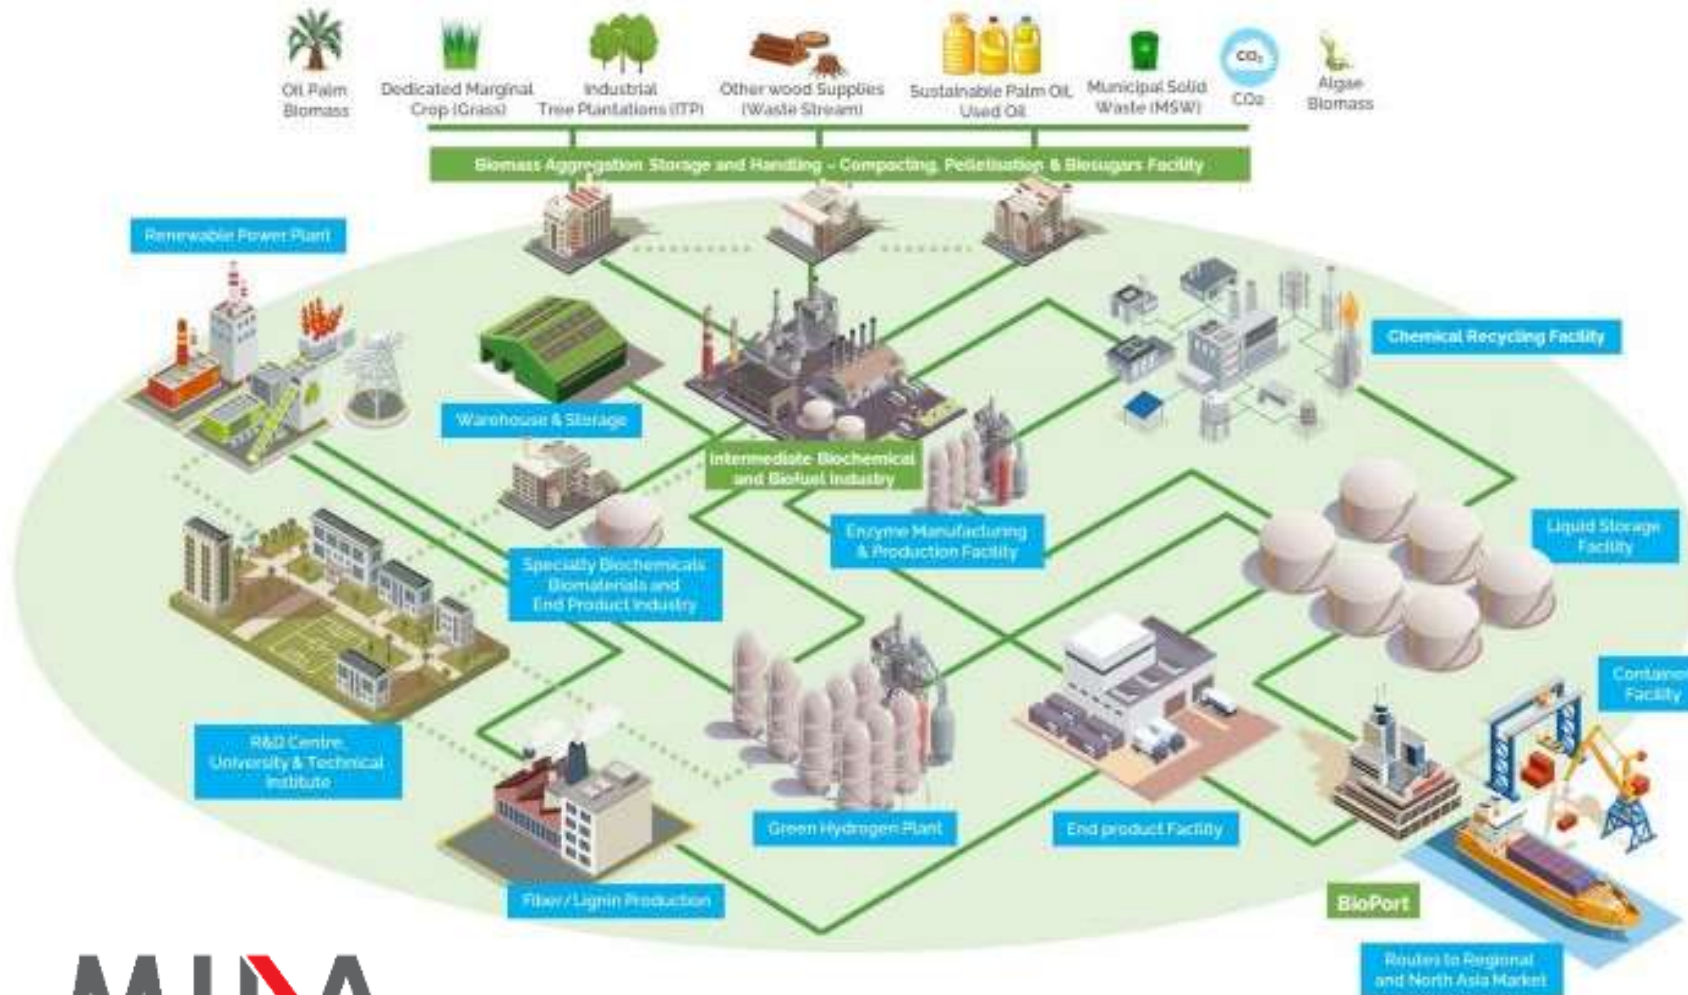 Oil Palm
Biomass
Dedicated Marginal
Crop (Grass)
Industrial
Tree Plantations (ITP)
Other wood Supplies
(Waste Stream)
Sustainable Palm Oil,
Used Oil
Municipal Solid
Waste (MSW)
CO₂
CO2
Algae
Biomass
Biomass Aggregation Storage and Handling - Compacting, Pelletisation & Biosugars Facility
Renewable Power Plant
Chemical Recycling Facility
Warehouse & Storage
Intermediate Biochemical
and Biofuel Industry
Enzyme Manufacturing
& Production Facility
Liquid Storage
Facility
Specialty Biochemicals
Biomaterials and
End Product Industry
Container
Facility
R&D Centre,
University & Technical
Institute
Green Hydrogen Plant
End product Facility
Fiber / Lignin Production
BioPort
Routes to Regional
and North Asia Market
MIDA